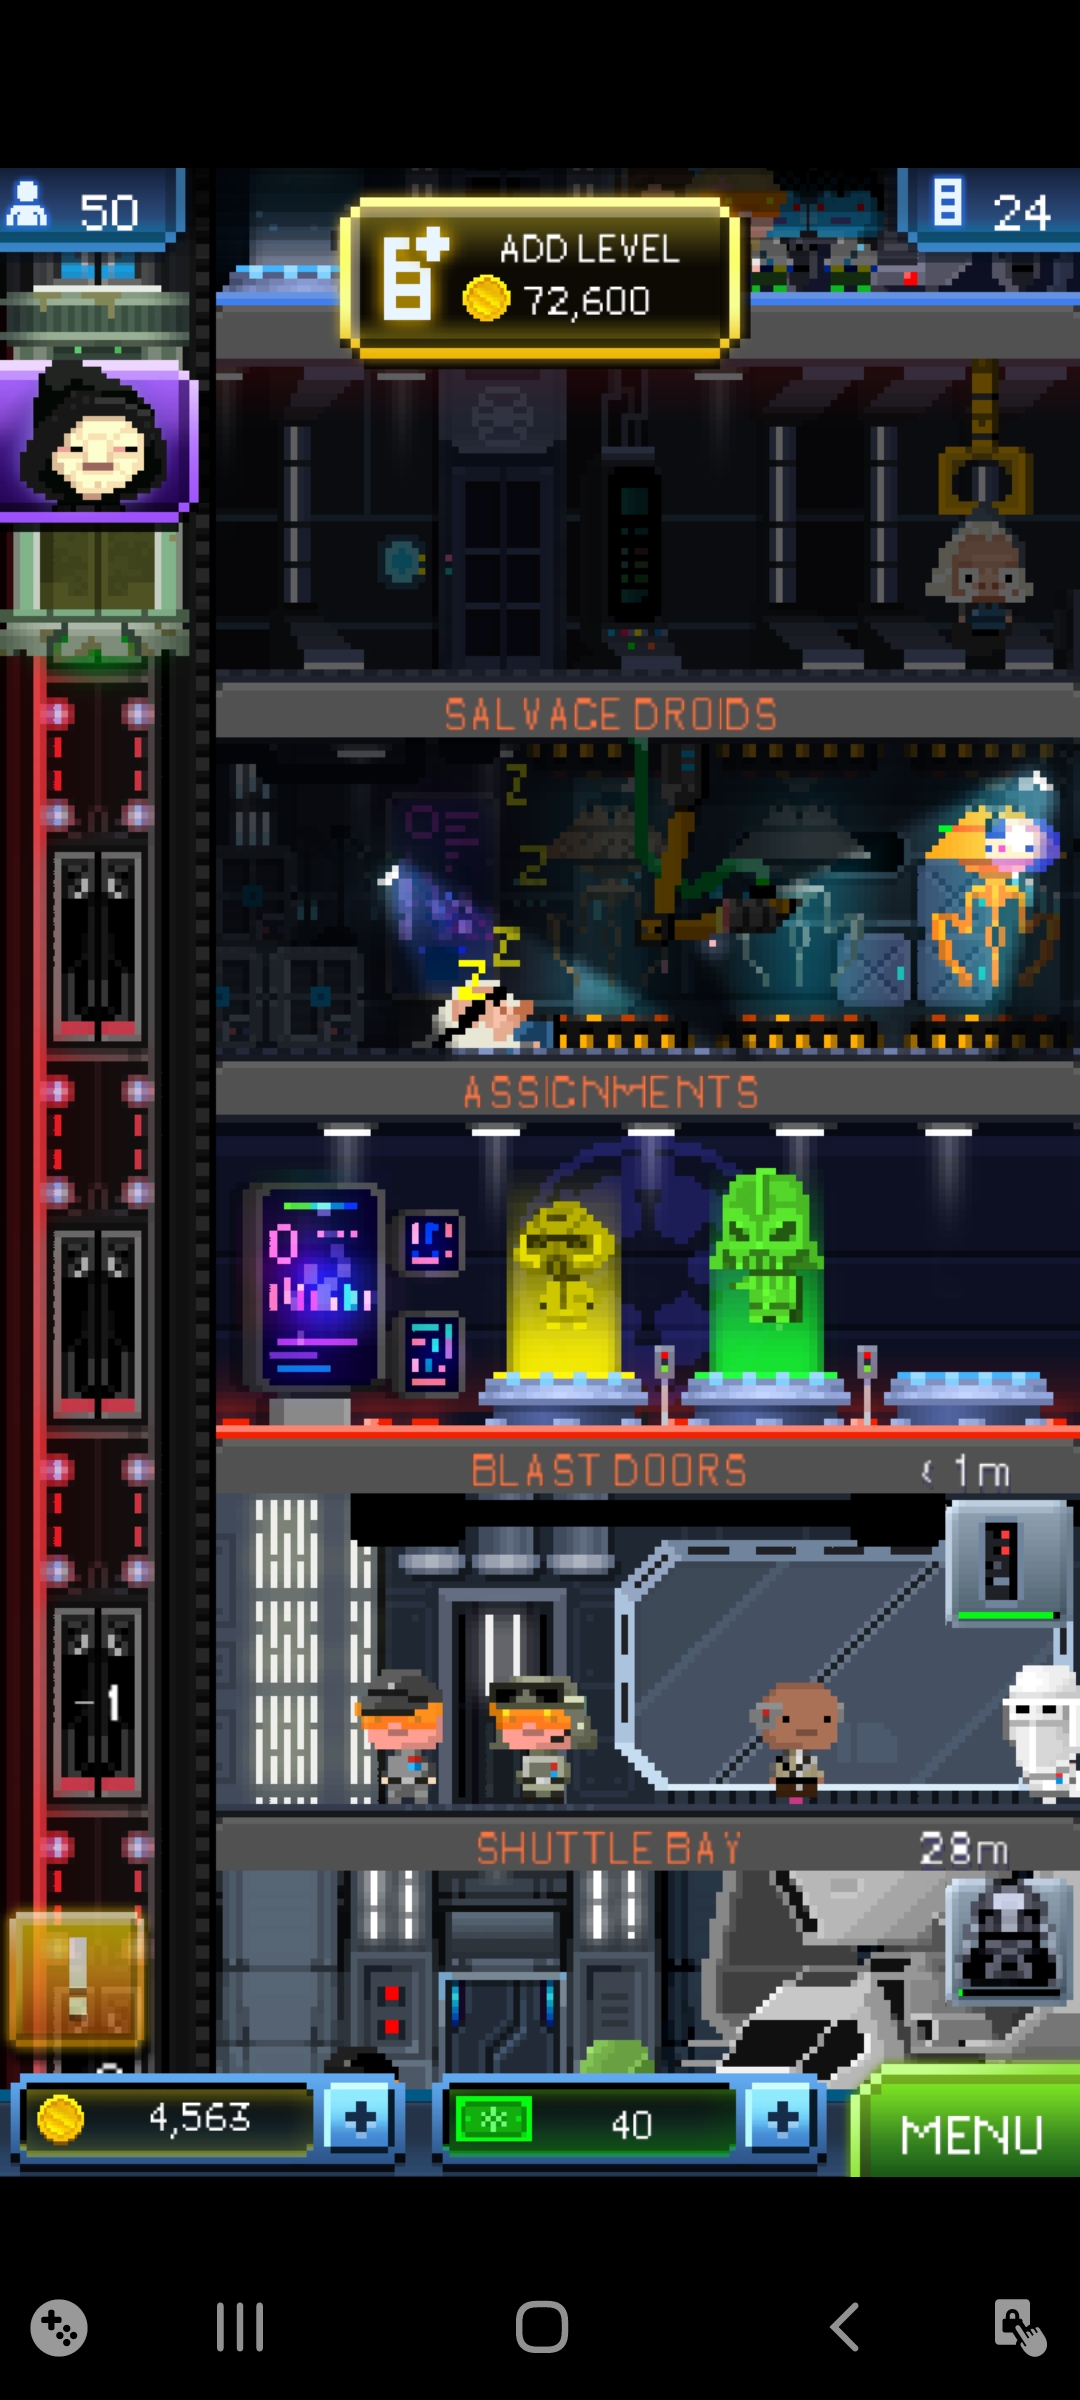 50
ADD LEVEL
72,600
24
SALVAGE DROIDS
Z
Z
Z
Z
ASSIGNMENTS
BLAST DOORS < 1m
-1
SHUTTLE BAY 28m
!
4,563 +
40 +
MENU